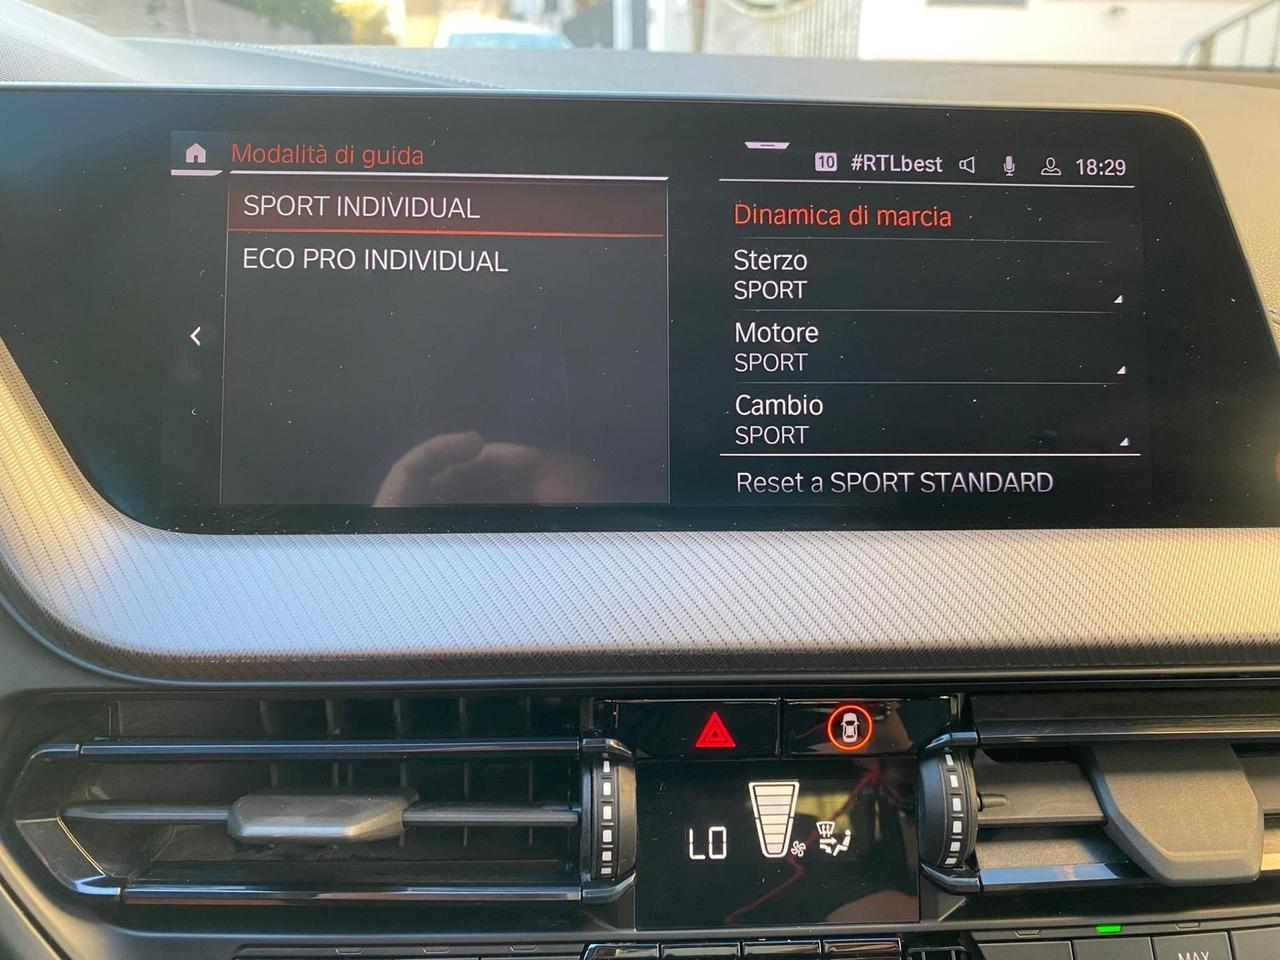 Modalità di guida
10 #RTLbest 18:29
SPORT INDIVIDUAL
ECO PRO INDIVIDUAL
Dinamica di marcia
Sterzo
SPORT
Motore
SPORT
Cambio
SPORT
Reset a SPORT STANDARD
LO
MAX